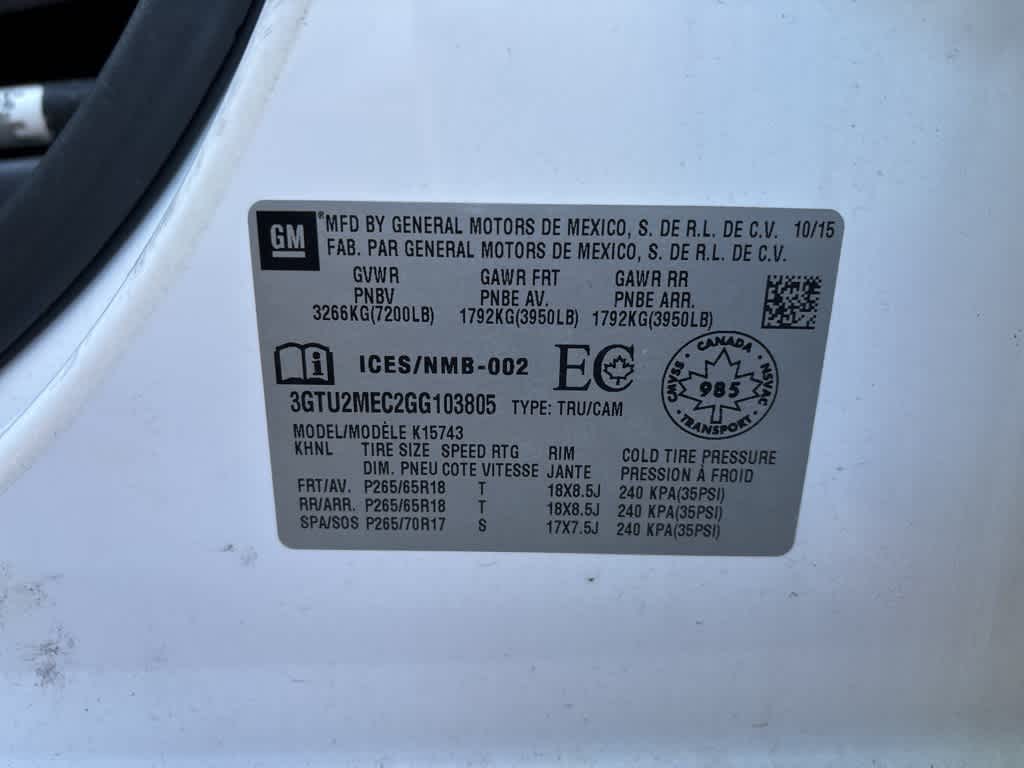 GM
®MFD BY GENERAL MOTORS DE MEXICO, S. DE R.L. DE C.V. 10/15
FAB. PAR GENERAL MOTORS DE MEXICO, S. DE R.L. DE C.V.
GVWR GAWR FRT GAWR RR
PNBV PNBE AV. PNBE ARR.
3266KG(7200LB) 1792KG(3950LB) 1792KG(3950LB)
i ICES/NMB-002 EC
CANADA
CMVSS NSVAC
985
TRANSPORT
3GTU2MEC2GG103805 TYPE: TRU/CAM
MODEL/MODÈLE K15743
KHNL TIRE SIZE SPEED RTG RIM COLD TIRE PRESSURE
DIM. PNEU COTE VITESSE JANTE PRESSION À FROID
FRT/AV. P265/65R18 T 18X8.5J 240 KPA(35PSI)
RR/ARR. P265/65R18 T 18X8.5J 240 KPA(35PSI)
SPA/SOS P265/70R17 S 17X7.5J 240 KPA(35PSI)